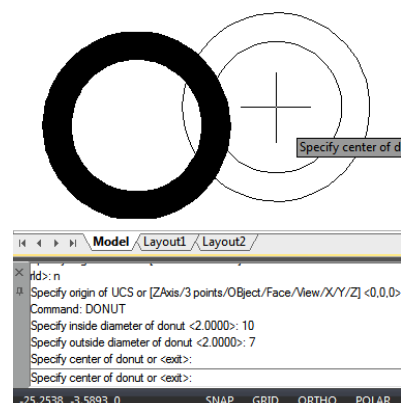 Specify center of d
Model Layout1 Layout2
rld>: n
Specify origin of UCS or [ZAxis/3 points/OBject/Face/View/X/Y/Z] <0,0,0>
Command: DONUT
Specify inside diameter of donut <2.0000>: 10
Specify outside diameter of donut <2.0000>: 7
Specify center of donut or <exit>:
Specify center of donut or <exit>:
-25.2538, -3.5893, 0 SNAP GRID ORTHO POLAR